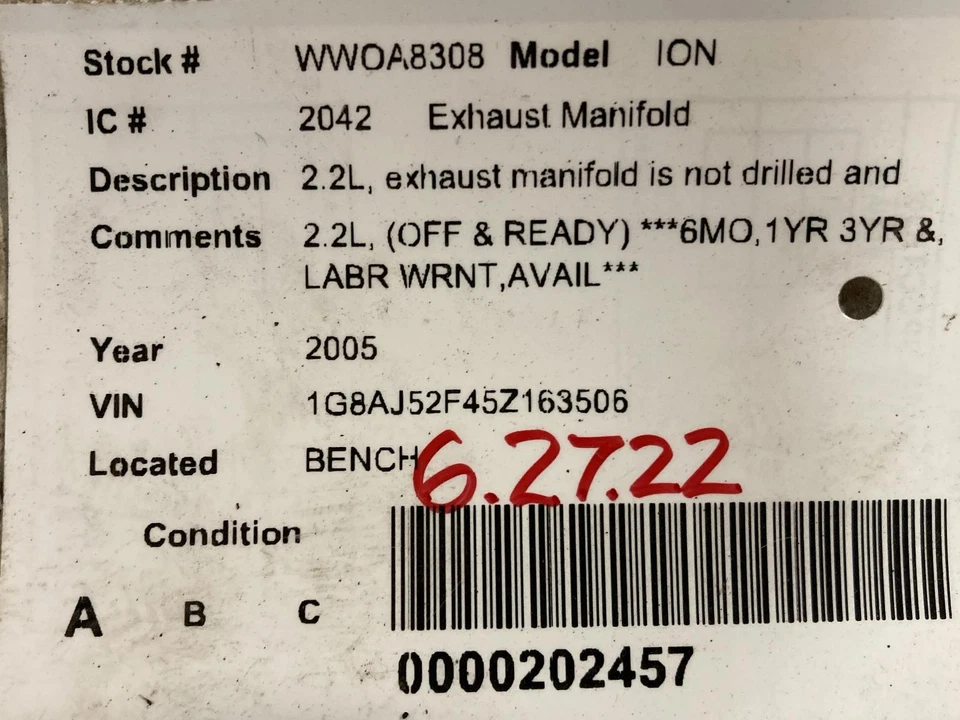 Stock # WWOA8308 Model ION
IC # 2042 Exhaust Manifold
Description 2.2L, exhaust manifold is not drilled and
Comments 2.2L, (OFF & READY) ***6MO,1YR 3YR &,
LABR WRNT,AVAIL***
Year 2005
VIN 1G8AJ52F45Z163506
Located BENCH 6.27.22
Condition
A B C
0000202457